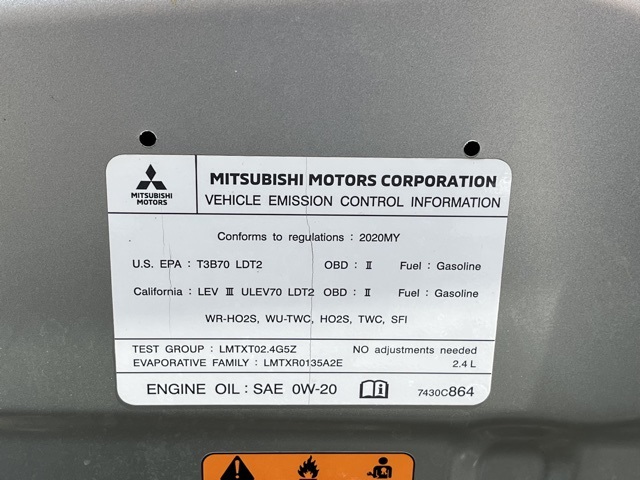 MITSUBISHI
MOTORS
MITSUBISHI MOTORS CORPORATION
VEHICLE EMISSION CONTROL INFORMATION
Conforms to regulations : 2020MY
U.S. EPA : T3B70 LDT2 OBD : Ⅱ Fuel : Gasoline
California : LEV Ⅲ ULEV70 LDT2 OBD : Ⅱ Fuel : Gasoline
WR-HO2S, WU-TWC, HO2S, TWC, SFI
TEST GROUP : LMTXT02.4G5Z NO adjustments needed
EVAPORATIVE FAMILY : LMTXR0135A2E 2.4 L
ENGINE OIL : SAE 0W-20 7430C864